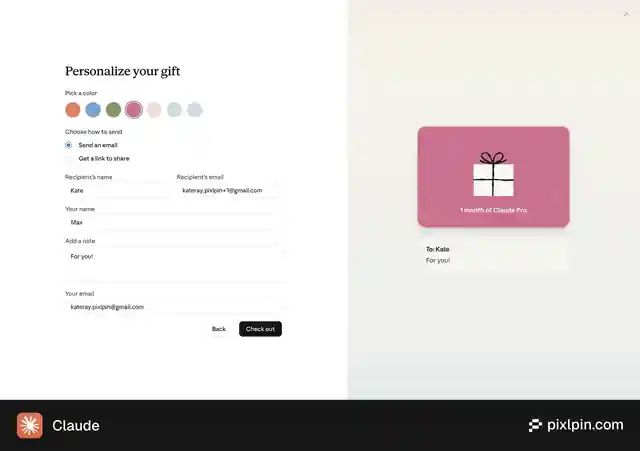 Personalize your gift
Pick a color
Choose how to send
Send an email
Get a link to share
Recipient's name
Recipient's email
Kate
kateray.pixlpin+1@gmail.com
Your name
Max
Add a note
For you!
Your email
kateray.pixlpin@gmail.com
Back
Check out
1 month of Claude Pro
To: Kate
For you!
Claude
pixlpin.com